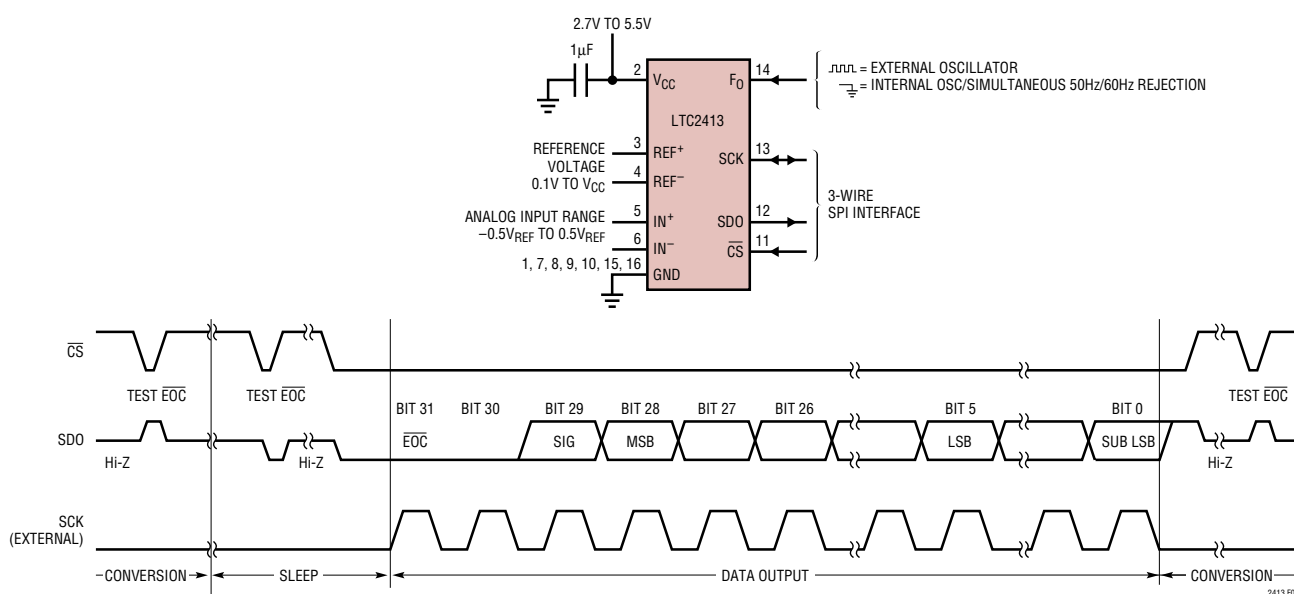 2.7V TO 5.5V
1µF
2
VCC
FO
14
= EXTERNAL OSCILLATOR
= INTERNAL OSC/SIMULTANEOUS 50Hz/60Hz REJECTION
LTC2413
REFERENCE
VOLTAGE
0.1V TO VCC
3
REF+
4
REF–
SCK
13
ANALOG INPUT RANGE
–0.5VREF TO 0.5VREF
5
IN+
6
IN–
SDO
12
CS
11
3-WIRE
SPI INTERFACE
1, 7, 8, 9, 10, 15, 16
GND
CS
TEST EOC
TEST EOC
TEST EOC
BIT 31
BIT 30
BIT 29
BIT 28
BIT 27
BIT 26
BIT 5
BIT 0
SDO
EOC
SIG
MSB
LSB
SUB LSB
Hi-Z
Hi-Z
Hi-Z
SCK
(EXTERNAL)
CONVERSION
SLEEP
DATA OUTPUT
CONVERSION